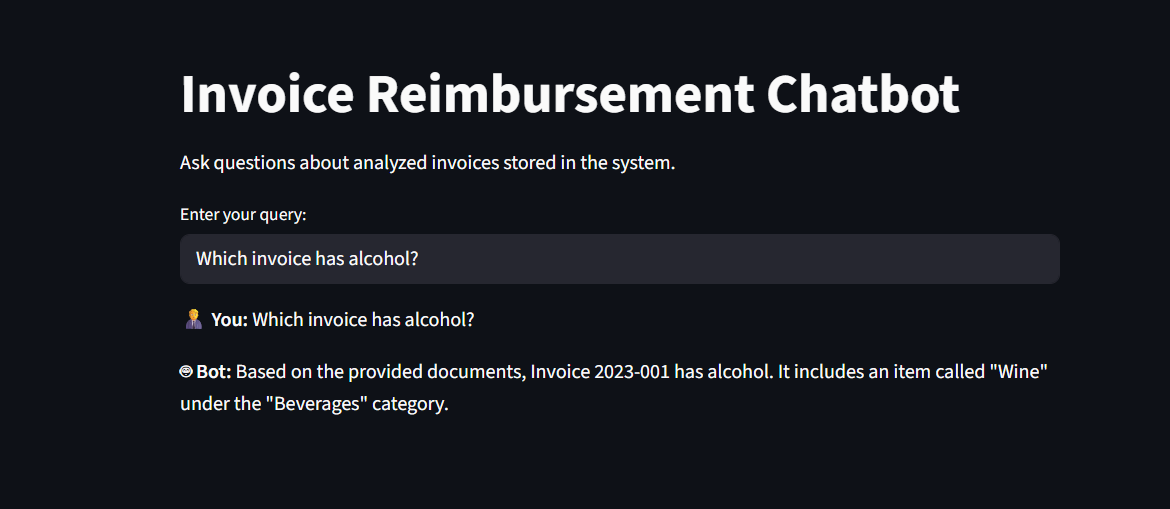 Invoice Reimbursement Chatbot
Ask questions about analyzed invoices stored in the system.
Enter your query:
Which invoice has alcohol?
You: Which invoice has alcohol?
Bot: Based on the provided documents, Invoice 2023-001 has alcohol. It includes an item called "Wine"
under the "Beverages" category.